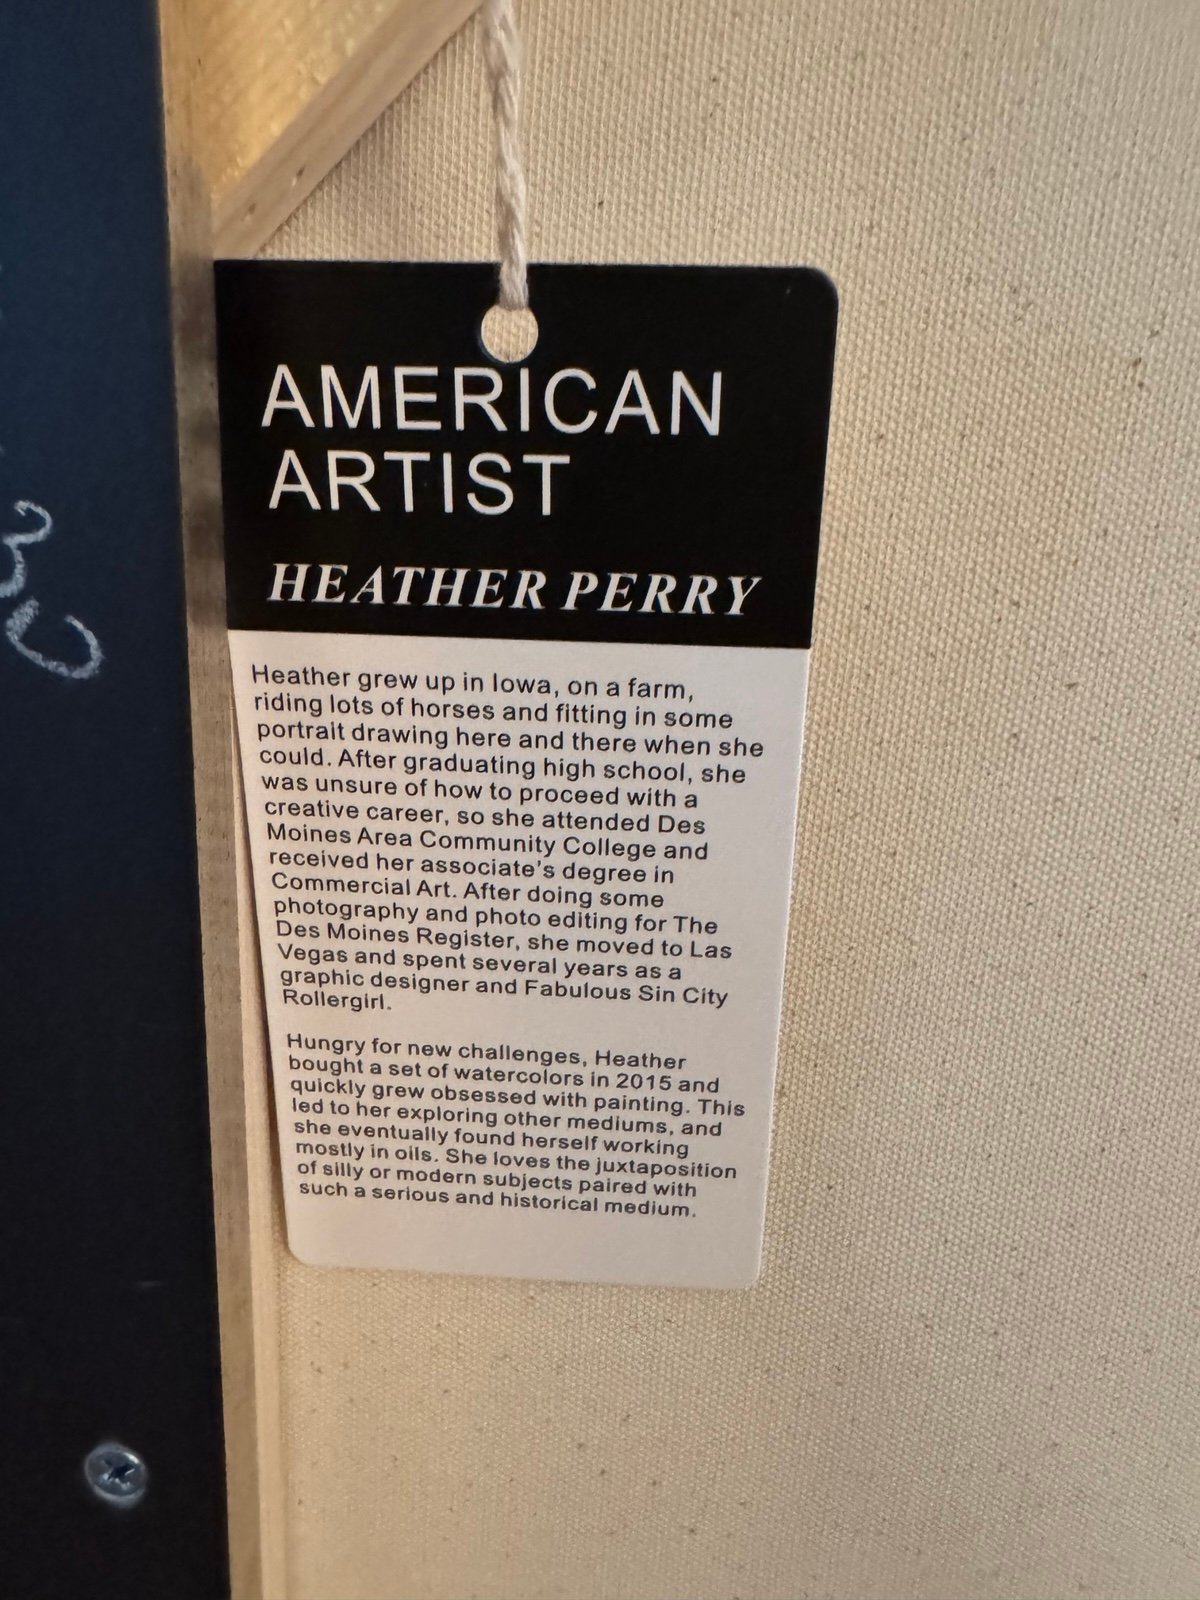 AMERICAN
ARTIST
HEATHER PERRY
Heather grew up in Iowa, on a farm,
riding lots of horses and fitting in some
portrait drawing here and there when she
could. After graduating high school, she
was unsure of how to proceed with a
creative career, so she attended Des
Moines Area Community College and
received her associate's degree in
Commercial Art. After doing some
photography and photo editing for The
Des Moines Register, she moved to Las
Vegas and spent several years as a
graphic designer and Fabulous Sin City
Rollergirl.
Hungry for new challenges, Heather
bought a set of watercolors in 2015 and
quickly grew obsessed with painting. This
led to her exploring other mediums, and
she eventually found herself working
mostly in oils. She loves the juxtaposition
of silly or modern subjects paired with
such a serious and historical medium.